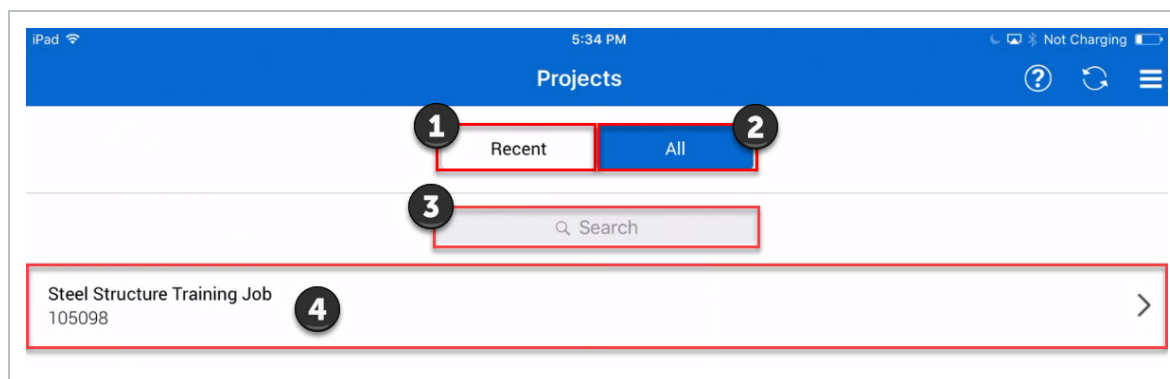 iPad 5:34 PM Not Charging
Projects
1 2
Recent All
3
Search
Steel Structure Training Job
4
105098